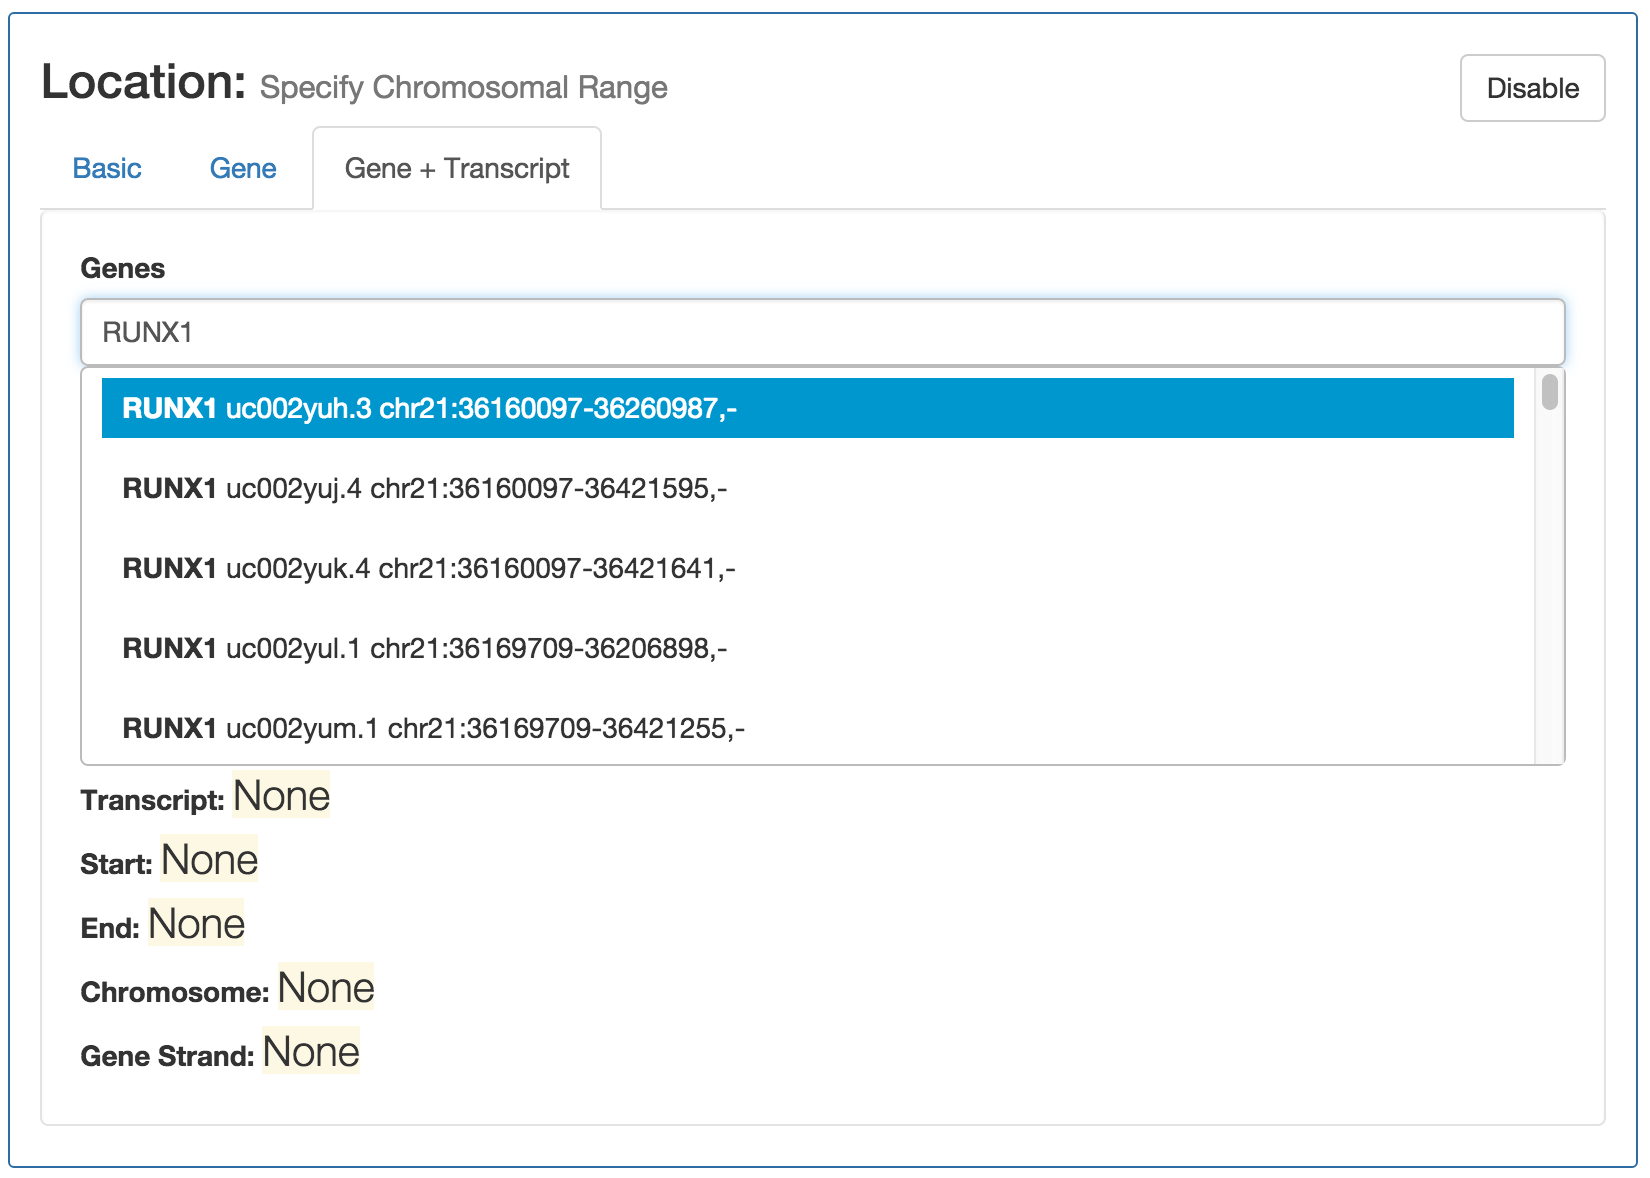 Location: Specify Chromosomal Range
Disable
Basic
Gene
Gene + Transcript
Genes
RUNX1
RUNX1 uc002yuh.3 chr21:36160097-36260987,-
RUNX1 uc002yuj.4 chr21:36160097-36421595,-
RUNX1 uc002yuk.4 chr21:36160097-36421641,-
RUNX1 uc002yul.1 chr21:36169709-36206898,-
RUNX1 uc002yum.1 chr21:36169709-36421255,-
Transcript: None
Start: None
End: None
Chromosome: None
Gene Strand: None